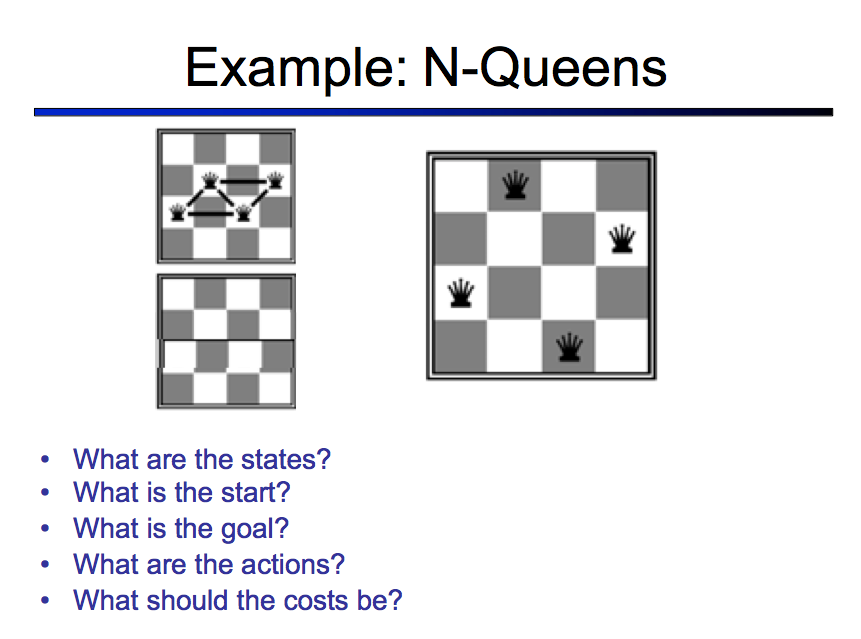 Example: N-Queens
• What are the states?
• What is the start?
• What is the goal?
• What are the actions?
• What should the costs be?